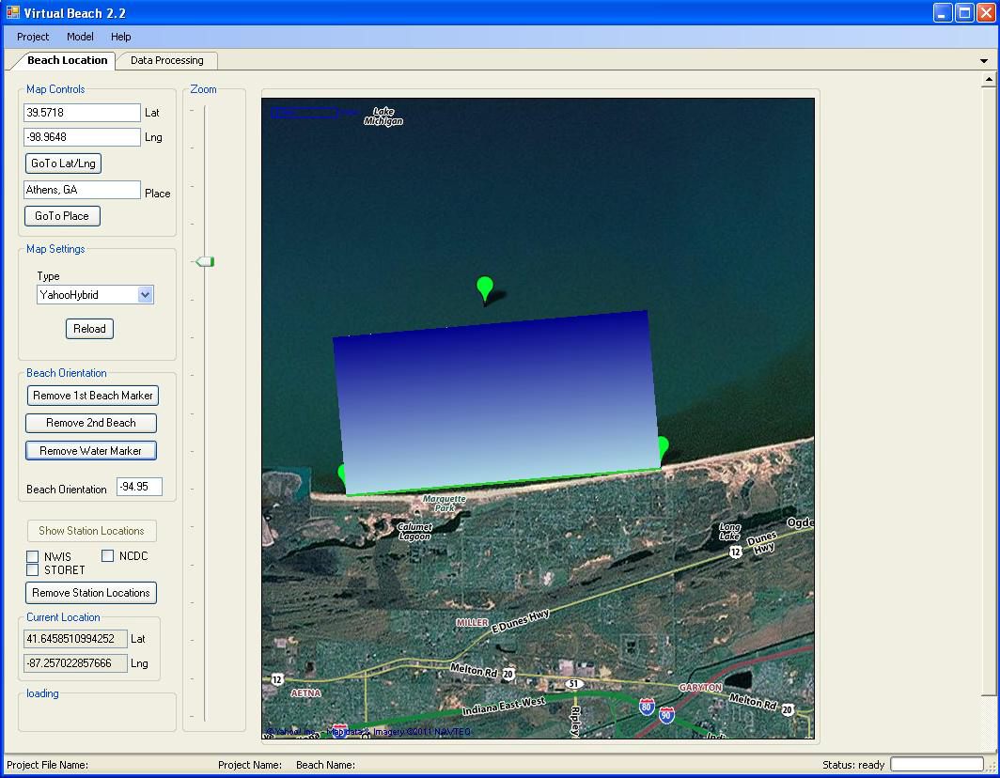 Virtual Beach 2.2
Project Model Help
Beach Location Data Processing
Map Controls
39.5718 Lat
-98.9648 Lng
GoTo Lat/Lng
Athens, GA Place
GoTo Place
Map Settings
Type
YahooHybrid
Reload
Beach Orientation
Remove 1st Beach Marker
Remove 2nd Beach
Remove Water Marker
Beach Orientation -94.95
Show Station Locations
NWIS NCDC
STORET
Remove Station Locations
Current Location
41.6458510994252 Lat
-87.257022857666 Lng
loading
Zoom
Lake
Michigan
Marquette
Park
Calumet
Lagoon
Long
Lake
Ogde
12 Dunes
Hwy
MILLER
E Dunes Hwy
12
Melton Rd 20
51
AETNA
GARYTON
Indiana East-West
Ripley
80
90
Melton Rd 20
©Yahoo! Inc. - Map data & Imagery ©2011 NAVTEQ
Project File Name: Project Name: Beach Name: Status: ready